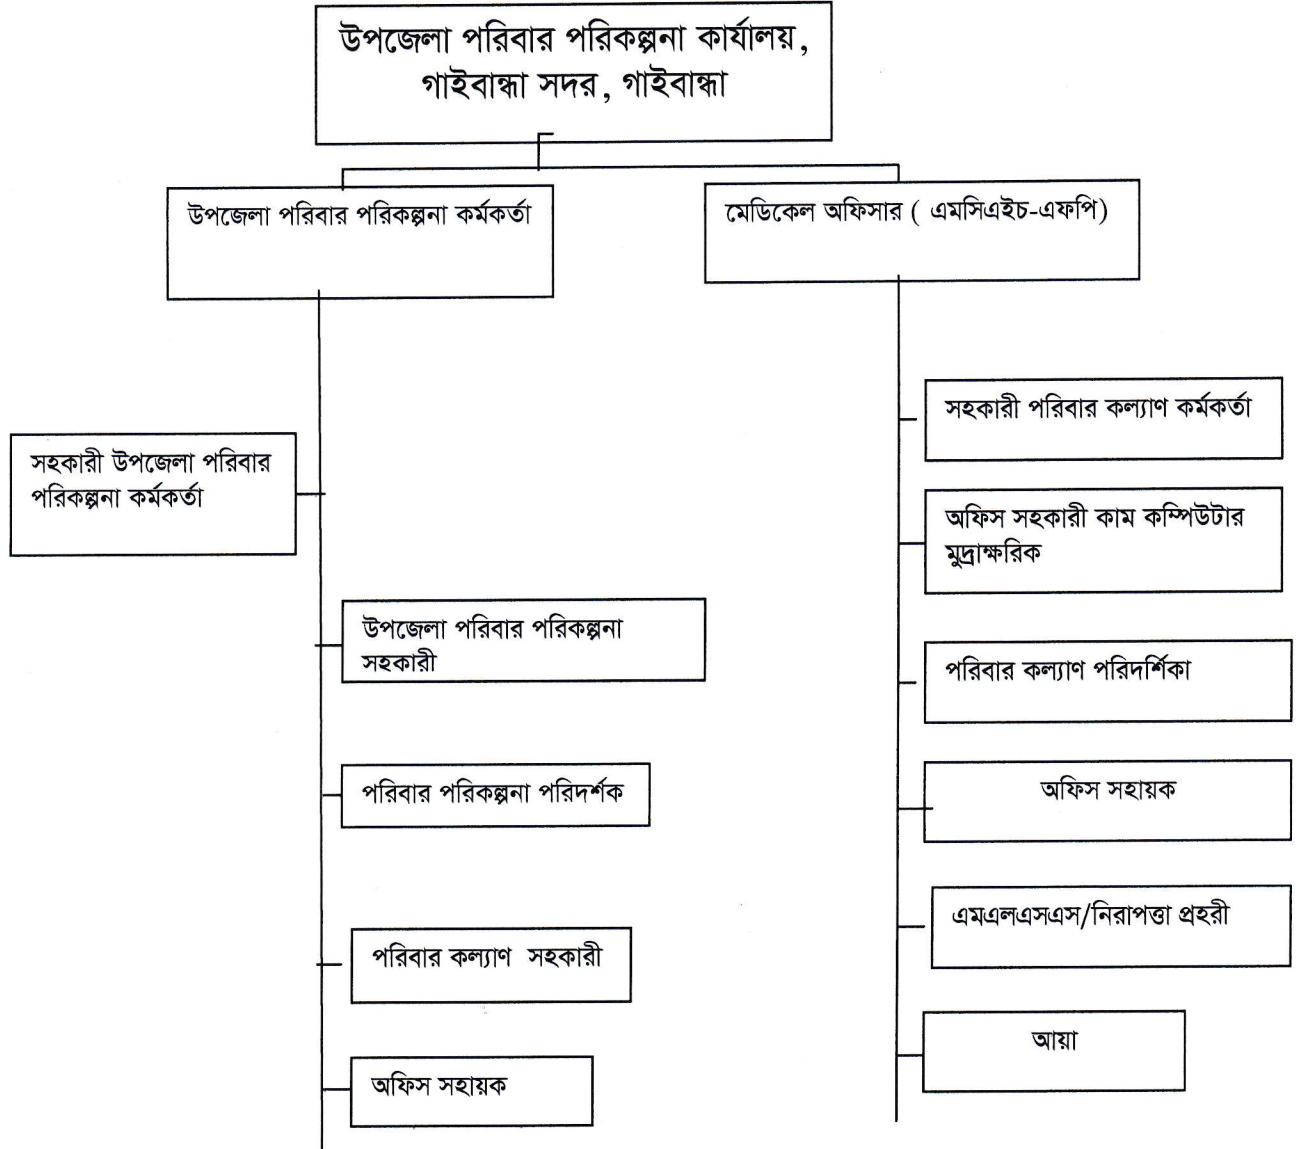 উপজেলা পরিবার পরিকল্পনা কার্যালয়,
গাইবান্ধা সদর, গাইবান্ধা
উপজেলা পরিবার পরিকল্পনা কর্মকর্তা
মেডিকেল অফিসার ( এমসিএইচ-এফপি)
সহকারী উপজেলা পরিবার
পরিকল্পনা কর্মকর্তা
উপজেলা পরিবার পরিকল্পনা
সহকারী
পরিবার পরিকল্পনা পরিদর্শক
পরিবার কল্যাণ সহকারী
অফিস সহায়ক
সহকারী পরিবার কল্যাণ কর্মকর্তা
অফিস সহকারী কাম কম্পিউটার
মুদ্রাক্ষরিক
পরিবার কল্যাণ পরিদর্শিকা
অফিস সহায়ক
এমএলএসএস/নিরাপত্তা প্রহরী
আয়া